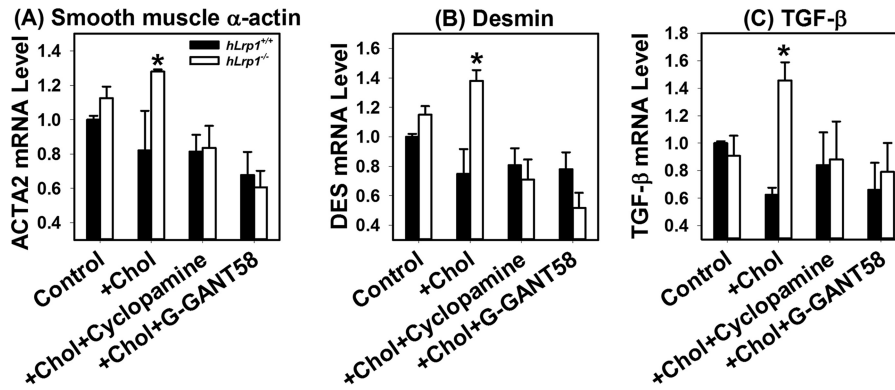 (A) Smooth muscle α-actin
ACTA2 mRNA Level
1.4
1.2
1.0
0.8
0.6
0.4
hLrp1+/+
hLrp1-/-
*
Control
+Chol
+Chol+Cyclopamine
+Chol+G-GANT58
(B) Desmin
DES mRNA Level
1.6
1.4
1.2
1.0
0.8
0.6
0.4
*
Control
+Chol
+Chol+Cyclopamine
+Chol+G-GANT58
(C) TGF-β
TGF-β mRNA Level
1.8
1.6
1.4
1.2
1.0
0.8
0.6
0.4
*
Control
+Chol
+Chol+Cyclopamine
+Chol+G-GANT58